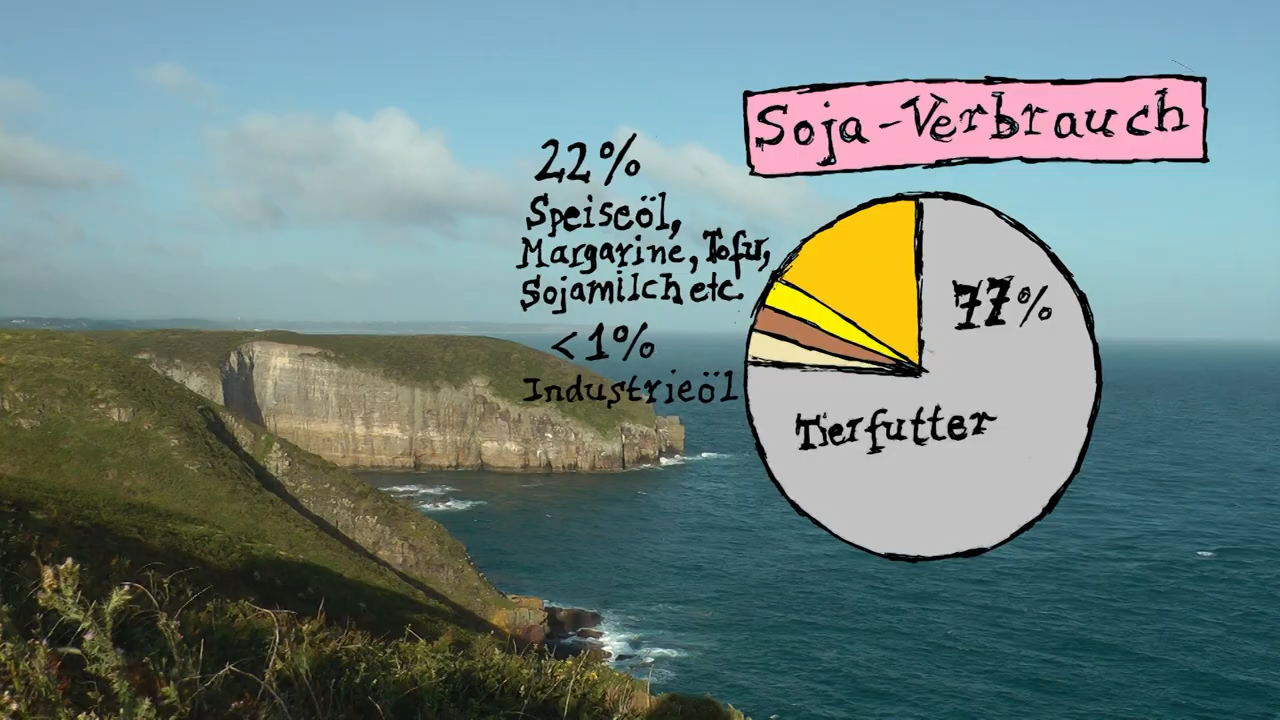 Soja-Verbrauch
22%
Speiseöl,
Margarine, Tofu,
Sojamilch etc.
<1%
Industrieöl
77%
Tierfutter